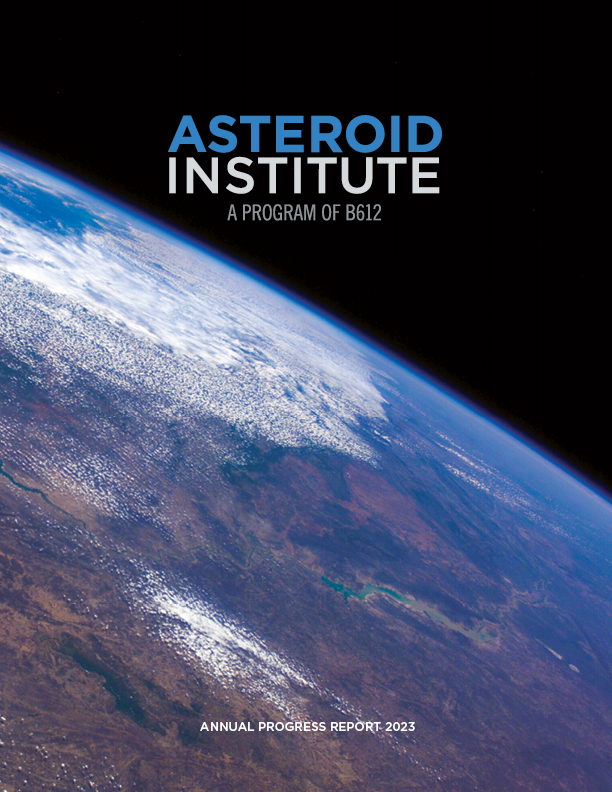 ASTEROID
INSTITUTE
A PROGRAM OF B612
ANNUAL PROGRESS REPORT 2023